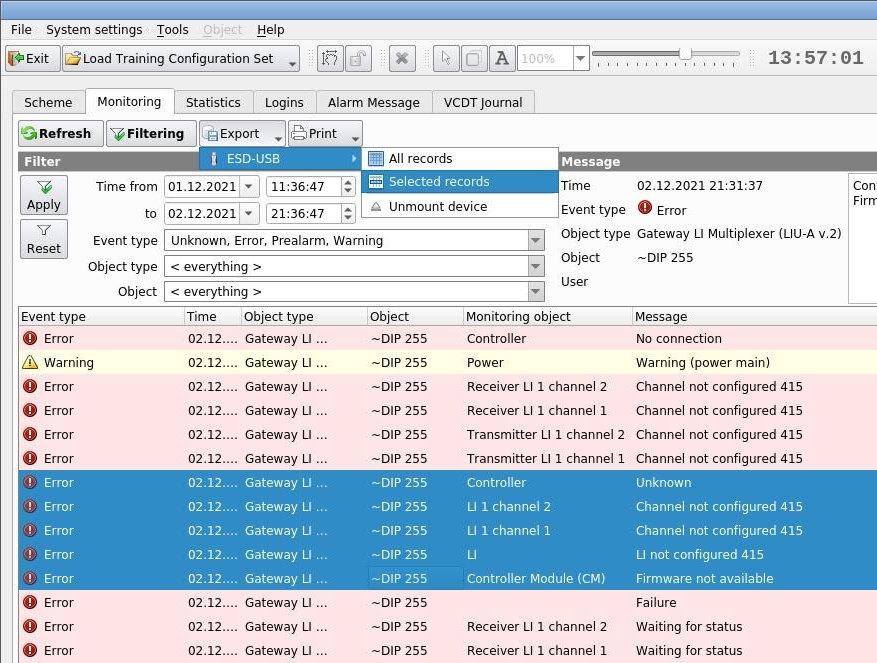 File System settings Tools Object Help
Exit Load Training Configuration Set A 100% 13:57:01
Scheme Monitoring Statistics Logins Alarm Message VCDT Journal
Refresh Filtering Export Print
ESD-USB
All records
Selected records
Unmount device
Filter Message
Apply
Reset
Time from 01.12.2021 11:36:47
to 02.12.2021 21:36:47
Event type Unknown, Error, Prealarm, Warning
Object type < everything >
Object < everything >
Time 02.12.2021 21:31:37
Event type Error
Object type Gateway LI Multiplexer (LIU-A v.2)
Object ~DIP 255
User
Con
Firm
Event type Time Object type Object Monitoring object Message
Error 02.12.... Gateway LI ... ~DIP 255 Controller No connection
Warning 02.12.... Gateway LI ... ~DIP 255 Power Warning (power main)
Error 02.12.... Gateway LI ... ~DIP 255 Receiver LI 1 channel 2 Channel not configured 415
Error 02.12.... Gateway LI ... ~DIP 255 Receiver LI 1 channel 1 Channel not configured 415
Error 02.12.... Gateway LI ... ~DIP 255 Transmitter LI 1 channel 2 Channel not configured 415
Error 02.12.... Gateway LI ... ~DIP 255 Transmitter LI 1 channel 1 Channel not configured 415
Error 02.12.... Gateway LI ... ~DIP 255 Controller Unknown
Error 02.12.... Gateway LI ... ~DIP 255 LI 1 channel 2 Channel not configured 415
Error 02.12.... Gateway LI ... ~DIP 255 LI 1 channel 1 Channel not configured 415
Error 02.12.... Gateway LI ... ~DIP 255 LI LI not configured 415
Error 02.12.... Gateway LI ... ~DIP 255 Controller Module (CM) Firmware not available
Error 02.12.... Gateway LI ... ~DIP 255 Failure
Error 02.12.... Gateway LI ... ~DIP 255 Receiver LI 1 channel 2 Waiting for status
Error 02.12.... Gateway LI ... ~DIP 255 Receiver LI 1 channel 1 Waiting for status